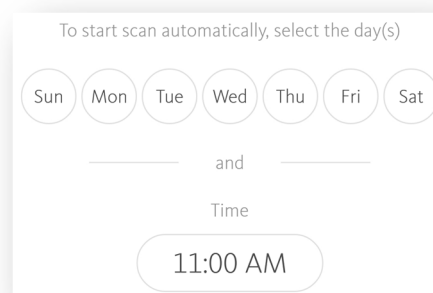 To start scan automatically, select the day(s)
Sun Mon Tue Wed Thu Fri Sat
and
Time
11:00 AM